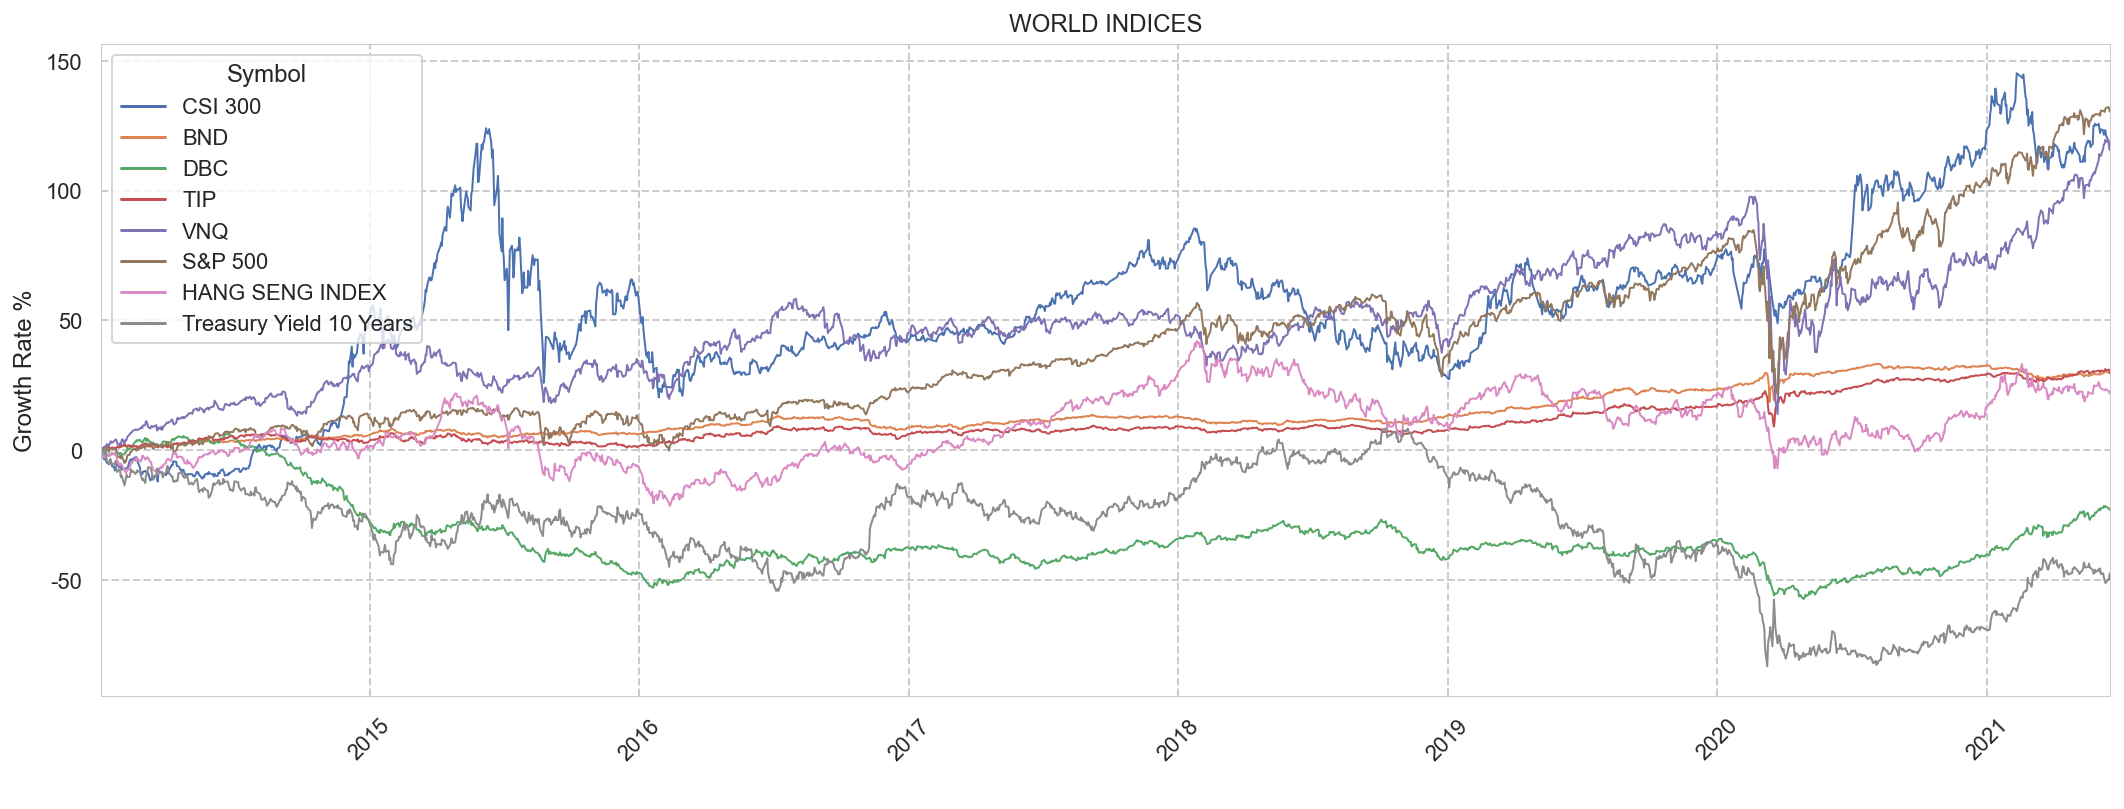 WORLD INDICES
Growth Rate %
150
100
50
0
-50
Symbol
CSI 300
BND
DBC
TIP
VNQ
S&P 500
HANG SENG INDEX
Treasury Yield 10 Years
2015
2016
2017
2018
2019
2020
2021